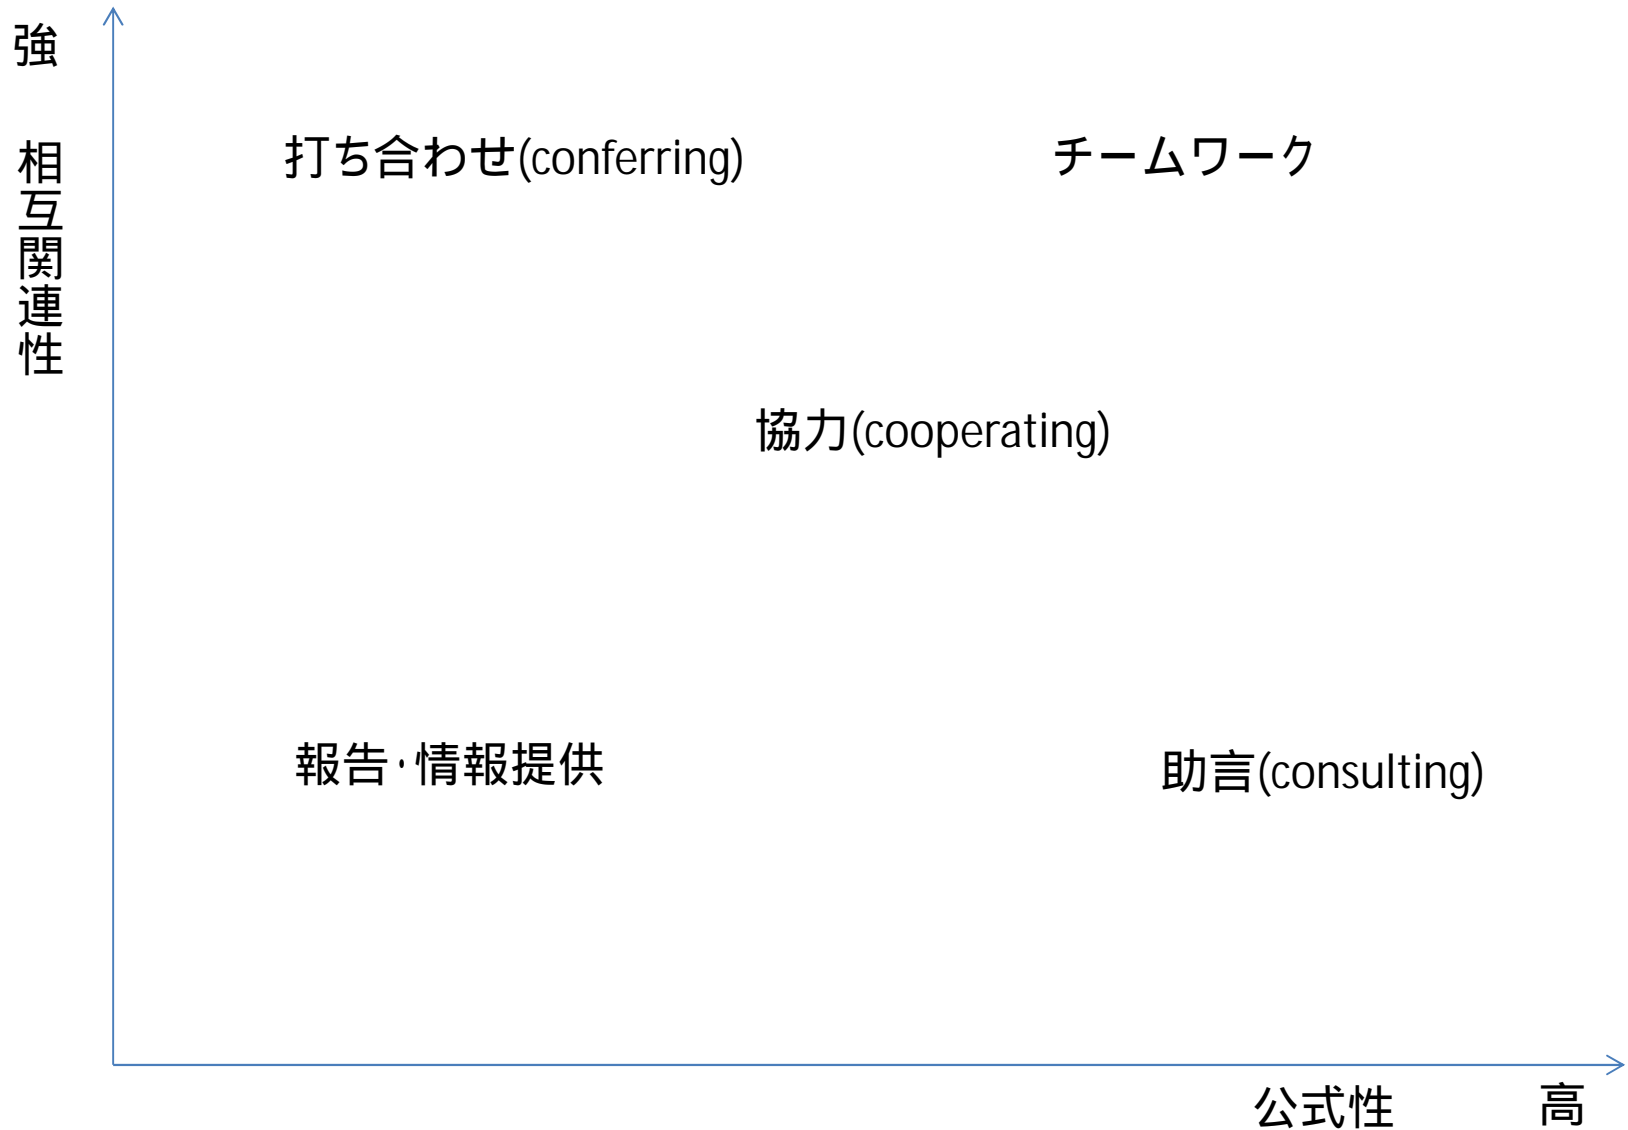 強
相互関連性
打ち合わせ(conferring)
チームワーク
協力(cooperating)
報告・情報提供
助言(consulting)
公式性
高